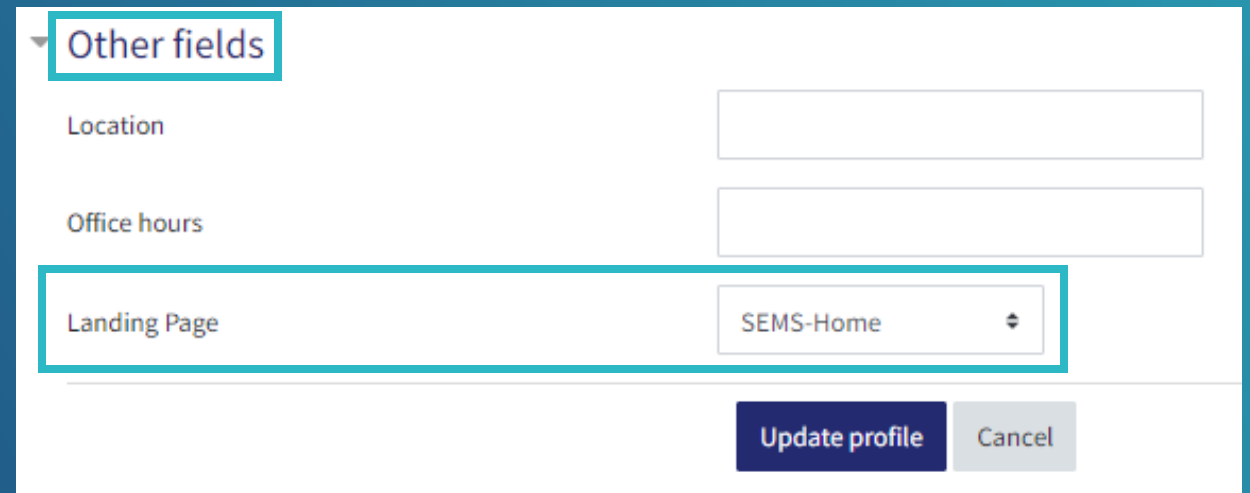 Other fields
Location
Office hours
Landing Page SEMS-Home
Update profile Cancel